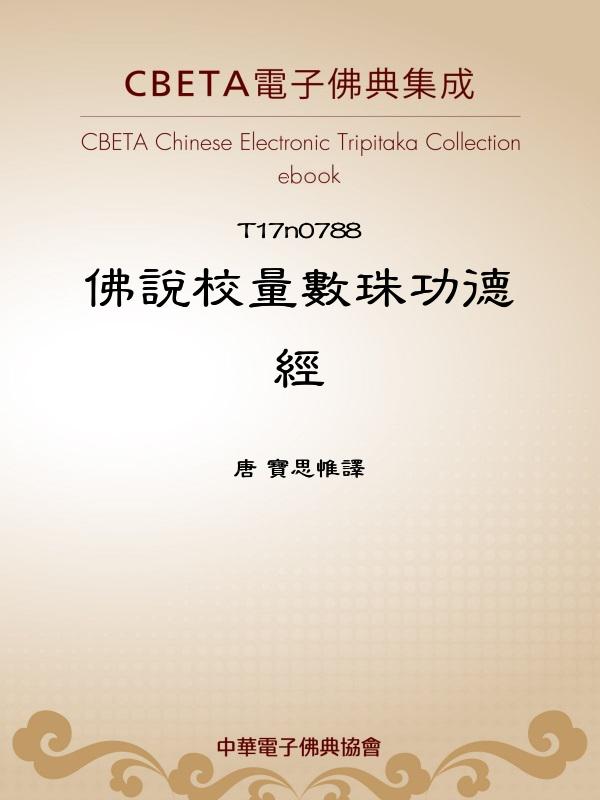 CBETA電子佛典集成
CBETA Chinese Electronic Tripitaka Collection
ebook
T17n0788
佛說校量數珠功德
經
唐 寶思惟譯
中華電子佛典協會